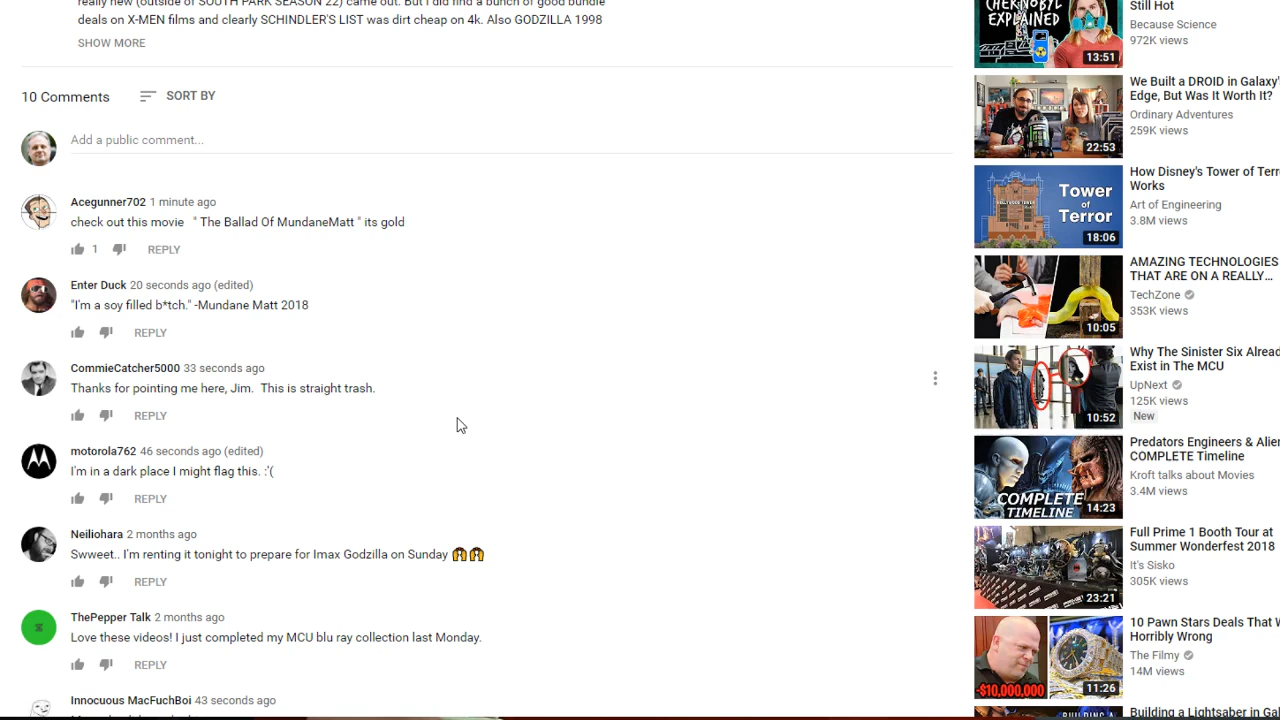 really new (outside of SOUTH PARK SEASON 22) came out. But I did find a bunch of good bundle
deals on X-MEN films and clearly SCHINDLER'S LIST was dirt cheap on 4k. Also GODZILLA 1998
SHOW MORE
10 Comments
SORT BY
Add a public comment...
Acegunner702 1 minute ago
check out this movie " The Ballad Of MundaneMatt " its gold
1
REPLY
Enter Duck 20 seconds ago (edited)
"I'm a soy filled b*tch." -Mundane Matt 2018
REPLY
CommieCatcher5000 33 seconds ago
Thanks for pointing me here, Jim. This is straight trash.
REPLY
motorola762 46 seconds ago (edited)
I'm in a dark place I might flag this. :'(
REPLY
Neiliohara 2 months ago
Swweet.. I'm renting it tonight to prepare for Imax Godzilla on Sunday
REPLY
ThePepper Talk 2 months ago
Love these videos! I just completed my MCU blu ray collection last Monday.
REPLY
Innocuous MacFuchBoi 43 seconds ago
CHERNOBYL
EXPLAINED
13:51
Still Hot
Because Science
972K views
22:53
We Built a DROID in Galaxy's
Edge, But Was It Worth It?
Ordinary Adventures
259K views
Tower
of
Terror
18:06
How Disney's Tower of Terro
Works
Art of Engineering
3.8M views
10:05
AMAZING TECHNOLOGIES
THAT ARE ON A REALLY...
TechZone
353K views
10:52
Why The Sinister Six Alread
Exist in The MCU
UpNext
125K views
New
COMPLETE
TIMELINE
14:23
Predators Engineers & Alien
COMPLETE Timeline
Kroft talks about Movies
3.4M views
23:21
Full Prime 1 Booth Tour at
Summer Wonderfest 2018
It's Sisko
305K views
-$10,000,000
11:26
10 Pawn Stars Deals That W
Horribly Wrong
The Filmy
14M views
Building a Lightsaber in Gal